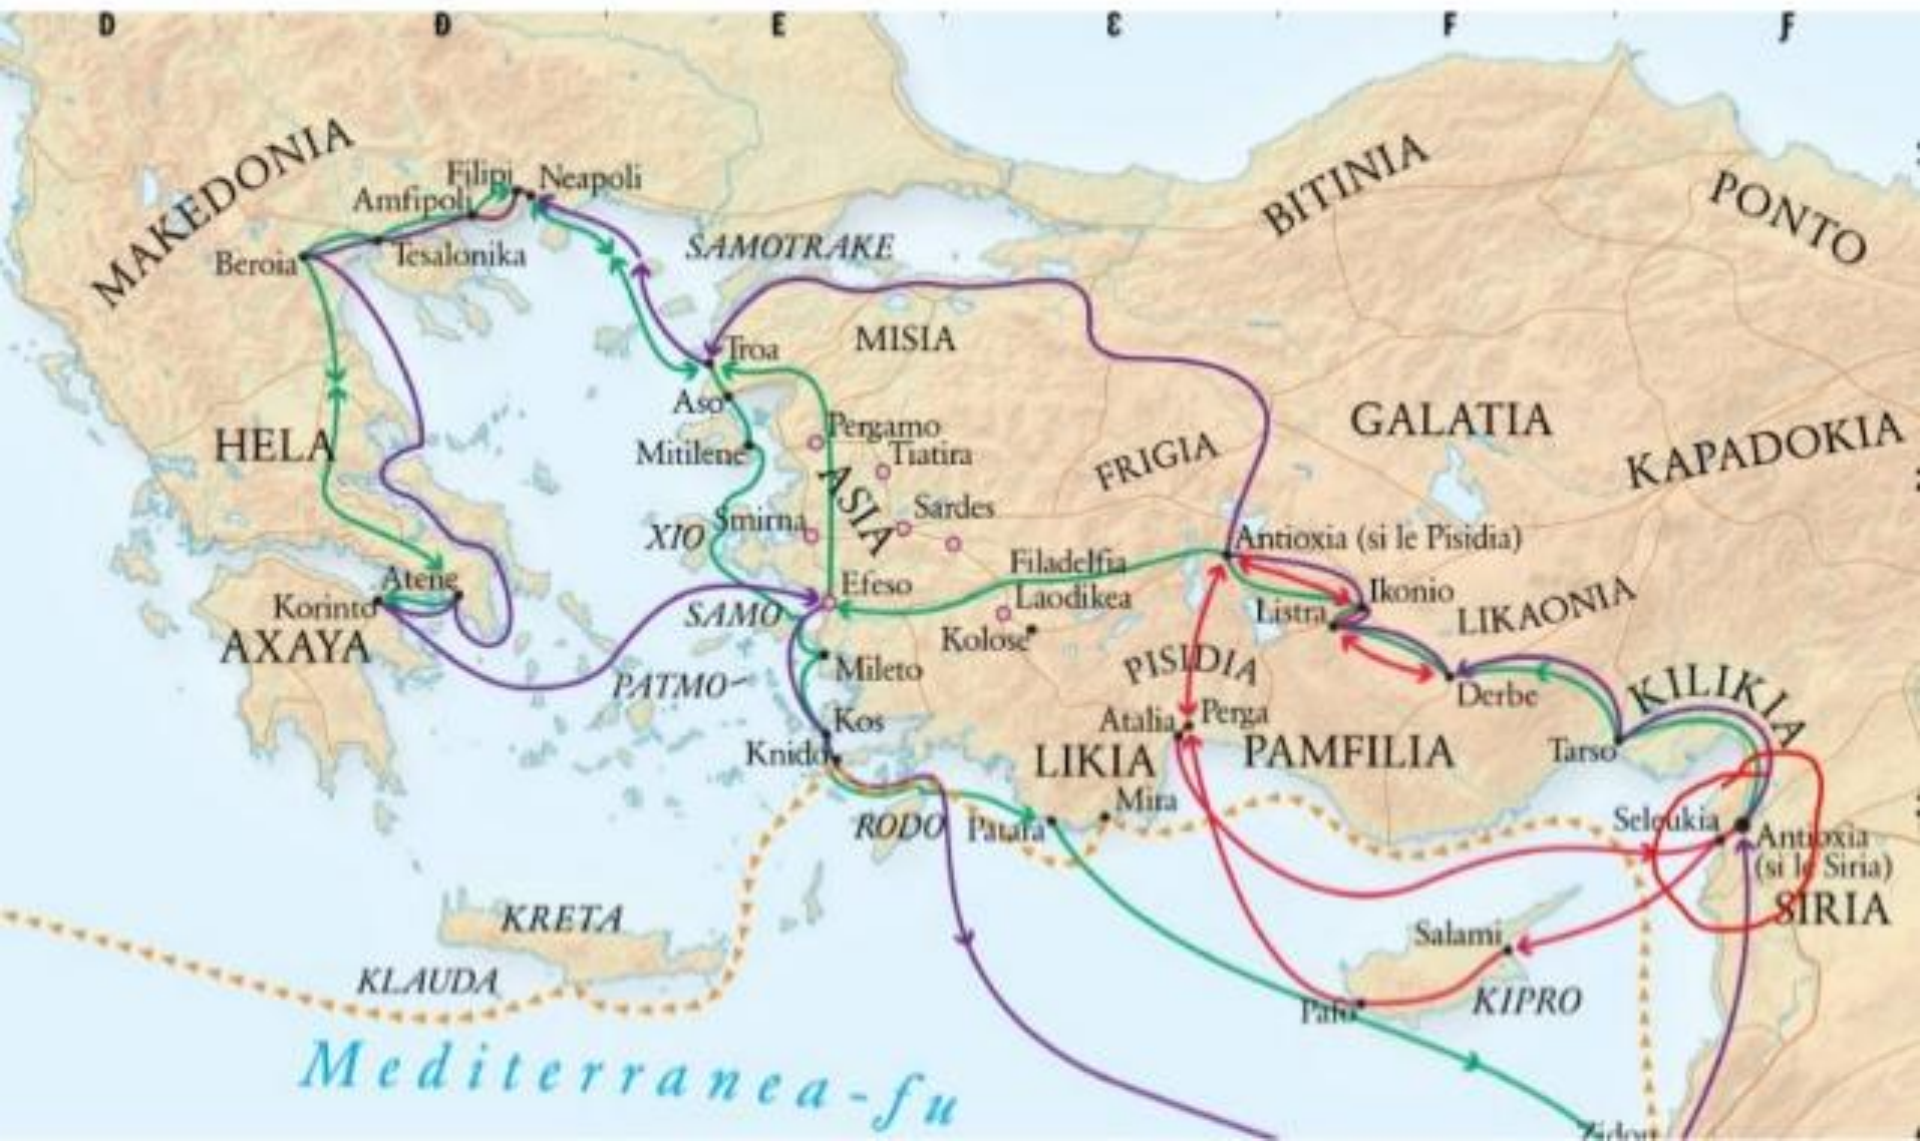 D Đ E Ɛ F Ƒ
MAKEDONIA
Filipi
Neapoli
Amfipoli
Beroia
Tesalonika
SAMOTRAKE
BITINIA
PONTO
Troa
MISIA
Aso
Mitilene
Pergamo
Tiatira
HELA
ASIA
FRIGIA
GALATIA
KAPADOKIA
XIO
Smirna
Sardes
Antioxia (si le Pisidia)
Filadelfia
Ikonio
Atene
Korinto
Efeso
Laodikea
Listra
LIKAONIA
AXAYA
SAMO
Kolose
PISIDIA
PATMO
Mileto
Derbe
KILIKIA
Kos
Atalia
Perga
Knido
LIKIA
PAMFILIA
Tarso
Mira
RODO
Patara
Seleukia
Antioxia
(si le Siria)
SIRIA
KRETA
Salami
KLAUDA
KIPRO
Pafo
Mediterranea-fu
Zidon